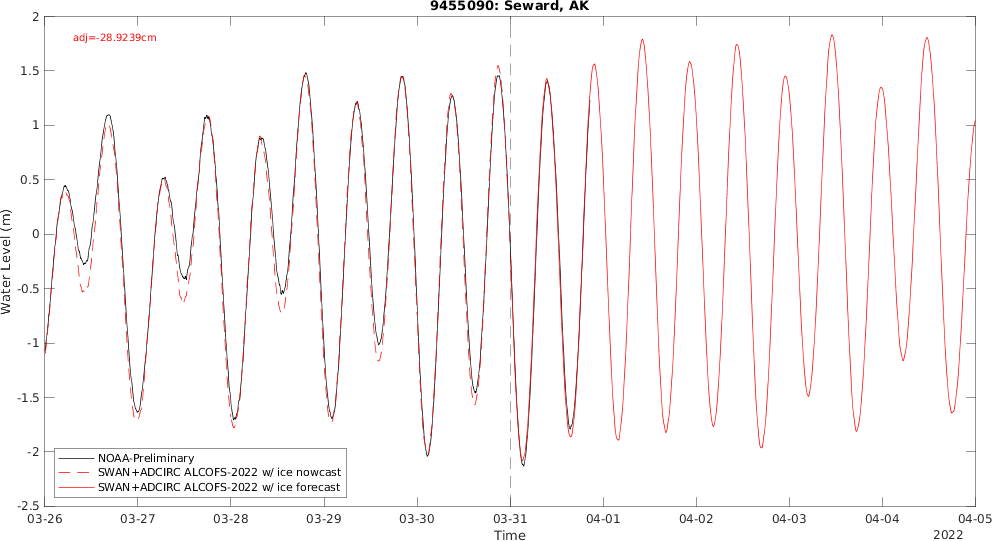 9455090: Seward, AK
adj=-28.9239cm
2
1.5
1
0.5
0
-0.5
-1
-1.5
-2
-2.5
Water Level (m)
NOAA-Preliminary
SWAN+ADCIRC ALCOFS-2022 w/ ice nowcast
SWAN+ADCIRC ALCOFS-2022 w/ ice forecast
03-26 03-27 03-28 03-29 03-30 03-31 04-01 04-02 04-03 04-04 04-05
Time
2022